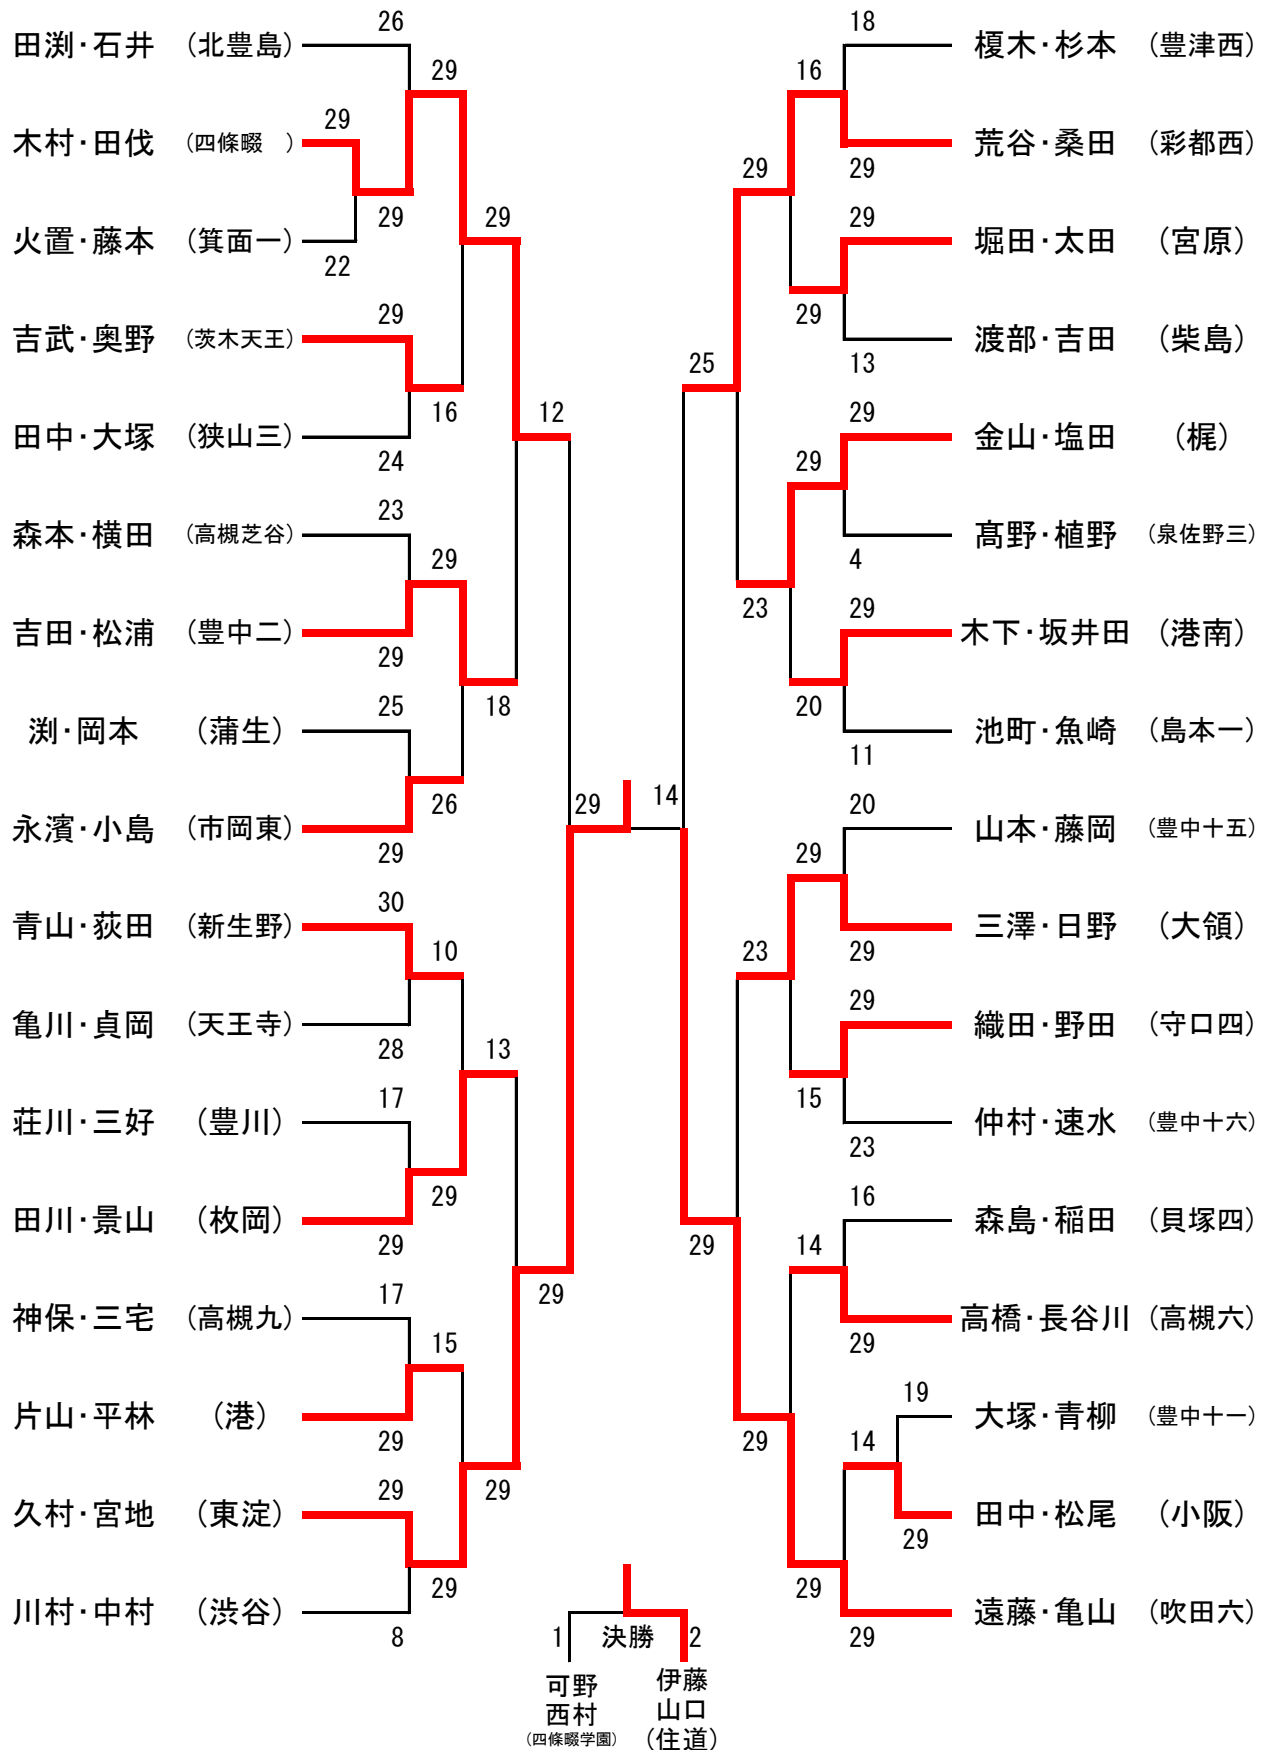 26
田渕・石井 (北豊島)
29
29
木村・田伐 (四條畷 )
29
火置・藤本 (箕面一)
22
29
29
吉武・奥野 (茨木天王)
16
田中・大塚 (狭山三)
24
12
23
森本・横田 (高槻芝谷)
29
吉田・松浦 (豊中二)
29
18
25
渕・岡本 (蒲生)
26
永濱・小島 (市岡東)
29
29
30
青山・荻田 (新生野)
10
亀川・貞岡 (天王寺)
28
13
17
荘川・三好 (豊川)
29
田川・景山 (枚岡)
29
29
17
神保・三宅 (高槻九)
15
片山・平林 (港)
29
29
29
久村・宮地 (東淀)
29
川村・中村 (渋谷)
8
18
榎木・杉本 (豊津西)
16
荒谷・桑田 (彩都西)
29
29
29
堀田・太田 (宮原)
29
渡部・吉田 (柴島)
13
25
29
金山・塩田 (梶)
29
髙野・植野 (泉佐野三)
4
23
29
木下・坂井田 (港南)
20
池町・魚崎 (島本一)
11
14
20
山本・藤岡 (豊中十五)
29
三澤・日野 (大領)
29
23
29
織田・野田 (守口四)
15
仲村・速水 (豊中十六)
23
29
16
森島・稲田 (貝塚四)
14
高橋・長谷川 (高槻六)
29
29
19
大塚・青柳 (豊中十一)
14
田中・松尾 (小阪)
29
29
遠藤・亀山 (吹田六)
29
1 決勝 2
可野 伊藤
西村 山口
(四條畷学園) (住道)